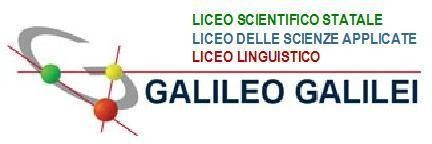 LICEO SCIENTIFICO STATALE
LICEO DELLE SCIENZE APPLICATE
LICEO LINGUISTICO
GALILEO GALILEI